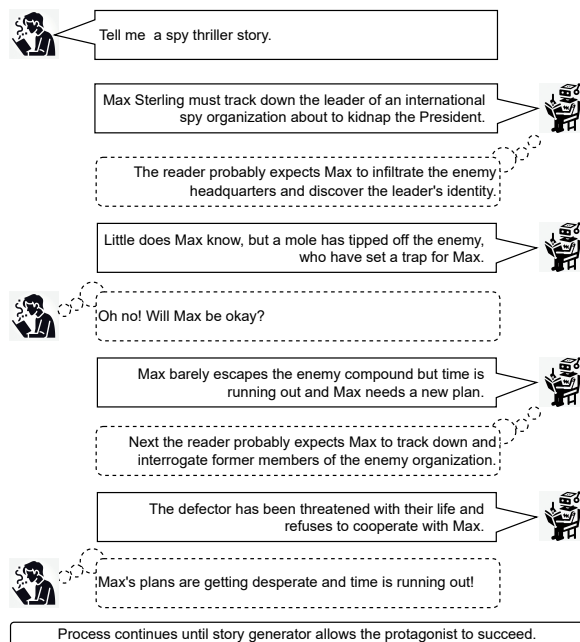 Tell me a spy thriller story.
Max Sterling must track down the leader of an international
spy organization about to kidnap the President.
The reader probably expects Max to infiltrate the enemy
headquarters and discover the leader's identity.
Little does Max know, but a mole has tipped off the enemy,
who have set a trap for Max.
Oh no! Will Max be okay?
Max barely escapes the enemy compound but time is
running out and Max needs a new plan.
Next the reader probably expects Max to track down and
interrogate former members of the enemy organization.
The defector has been threatened with their life and
refuses to cooperate with Max.
Max's plans are getting desperate and time is running out!
Process continues until story generator allows the protagonist to succeed.